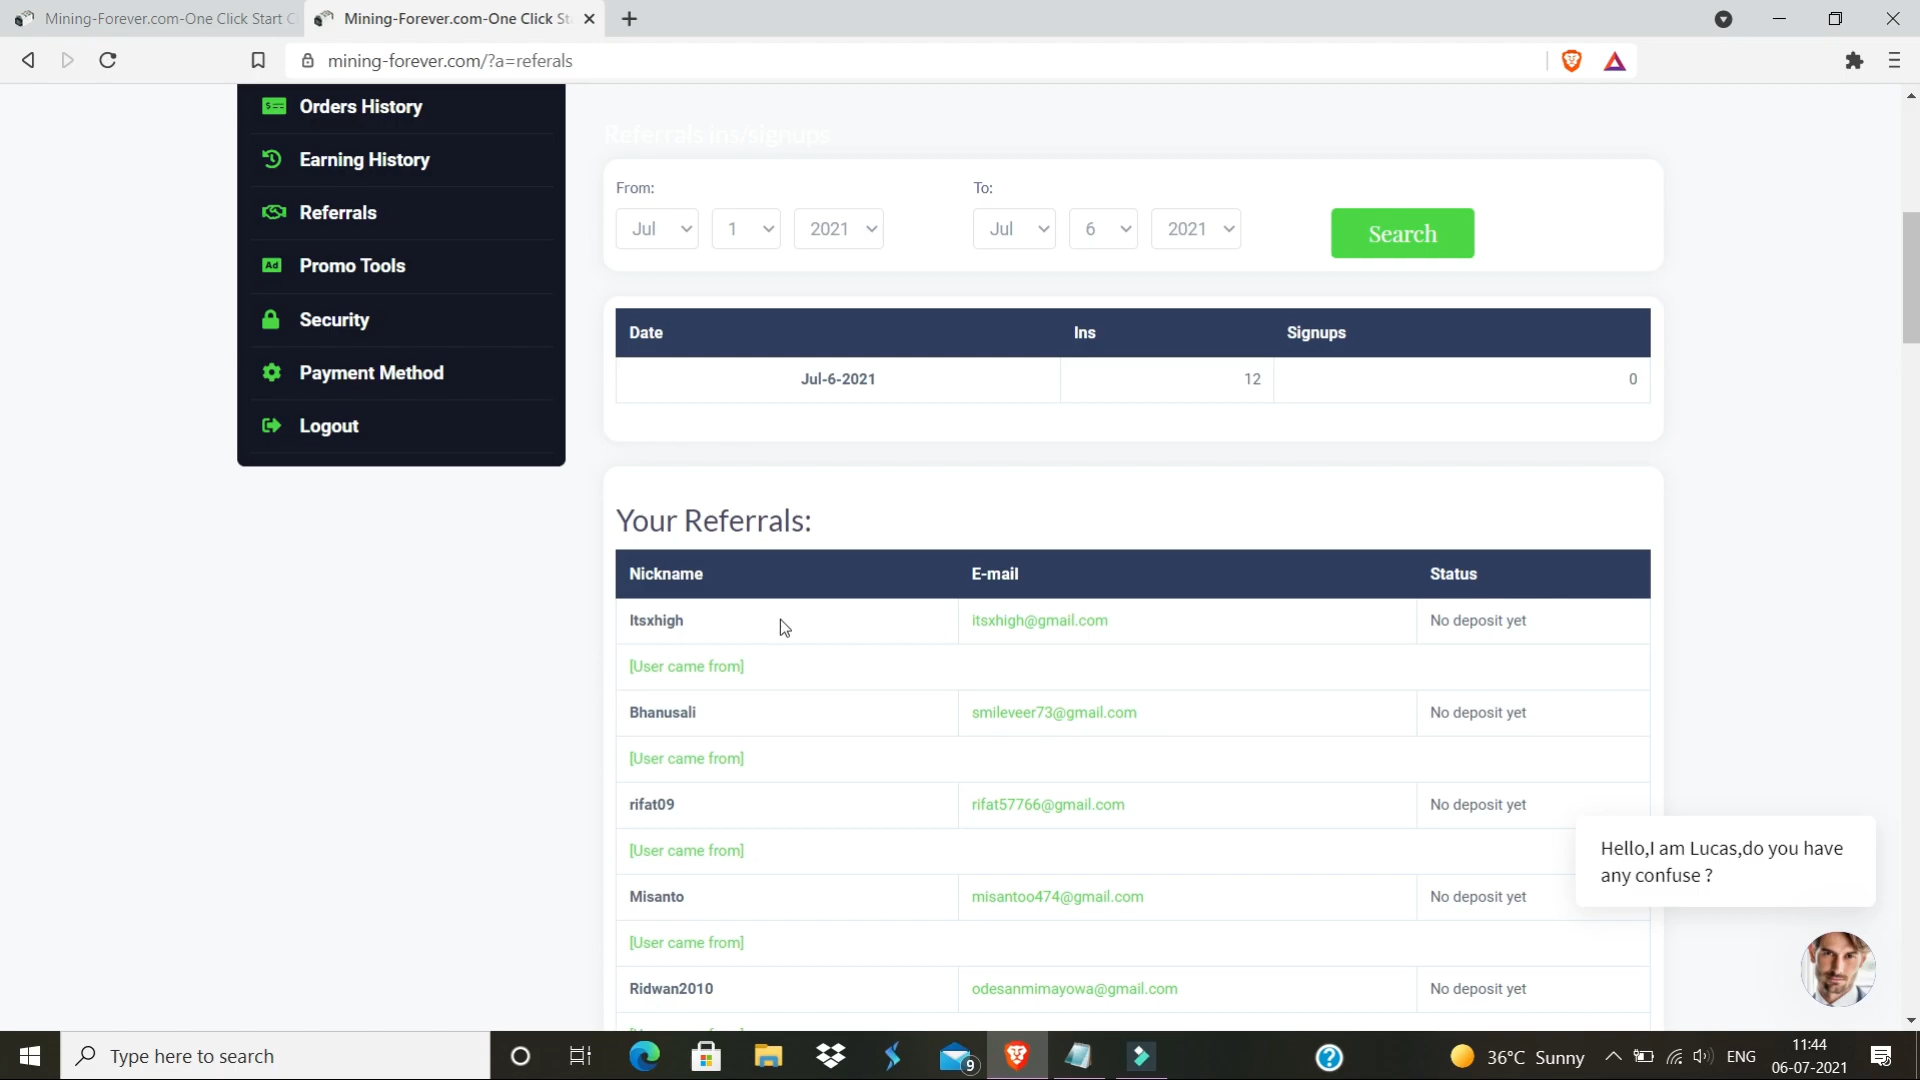 Mining-Forever.com-One Click Start C
Mining-Forever.com-One Click St
mining-forever.com/?a=referals
Orders History
Earning History
Referrals
Ad
Promo Tools
Security
Payment Method
Logout
Referrals ins/signups
From:
To:
Jul 1 2021
Jul 6 2021
Search
Date Ins Signups
Jul-6-2021 12 0
Your Referrals:
Nickname E-mail Status
Itsxhigh itsxhigh@gmail.com No deposit yet
[User came from]
Bhanusali smileveer73@gmail.com No deposit yet
[User came from]
rifat09 rifat57766@gmail.com No deposit yet
[User came from]
Misanto misantoo474@gmail.com No deposit yet
[User came from]
Ridwan2010 odesanmimayowa@gmail.com No deposit yet
Hello,I am Lucas,do you have
any confuse ?
Type here to search
9
36°C Sunny
ENG
11:44
06-07-2021